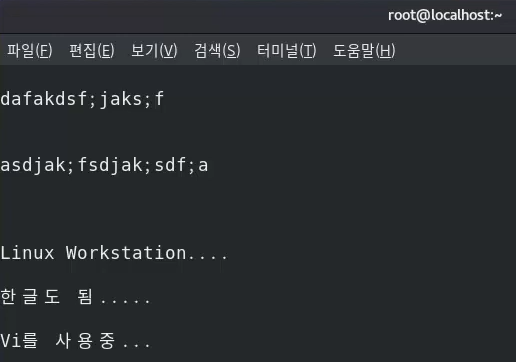 root@localhost:~
파일(F) 편집(E) 보기(V) 검색(S) 터미널(T) 도움말(H)
dafakdsf;jaks;f
asdjak;fsdjak;sdf;a
Linux Workstation....
한글도 됨.....
Vi를 사용중...